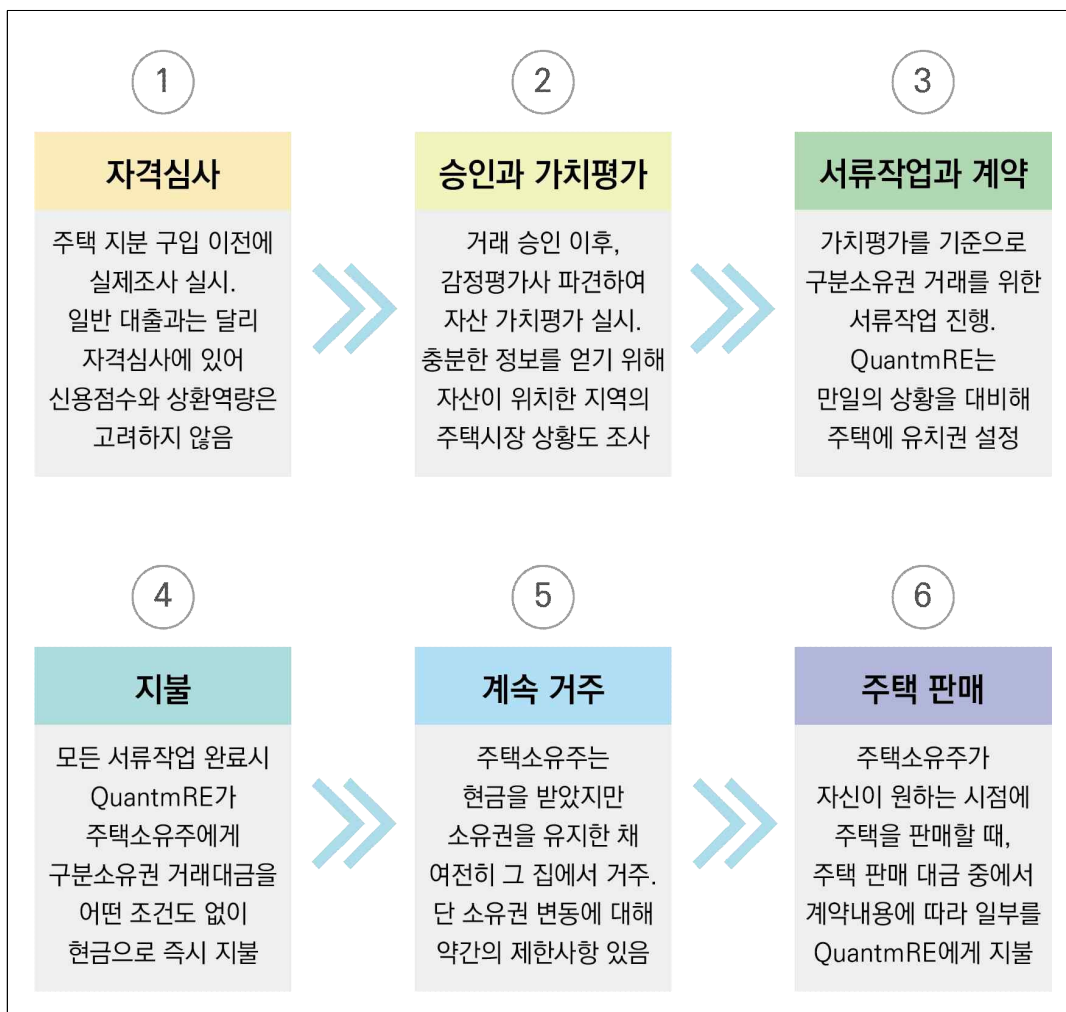 1
자격심사
주택 지분 구입 이전에
실제조사 실시.
일반 대출과는 달리
자격심사에 있어
신용점수와 상환역량은
고려하지 않음
2
승인과 가치평가
거래 승인 이후,
감정평가사 파견하여
자산 가치평가 실시.
충분한 정보를 얻기 위해
자산이 위치한 지역의
주택시장 상황도 조사
3
서류작업과 계약
가치평가를 기준으로
구분소유권 거래를 위한
서류작업 진행.
QuantmRE는
만일의 상황을 대비해
주택에 유치권 설정
4
지불
모든 서류작업 완료시
QuantmRE가
주택소유주에게
구분소유권 거래대금을
어떤 조건도 없이
현금으로 즉시 지불
5
계속 거주
주택소유주는
현금을 받았지만
소유권을 유지한 채
여전히 그 집에서 거주.
단 소유권 변동에 대해
약간의 제한사항 있음
6
주택 판매
주택소유주가
자신이 원하는 시점에
주택을 판매할 때,
주택 판매 대금 중에서
계약내용에 따라 일부를
QuantmRE에게 지불